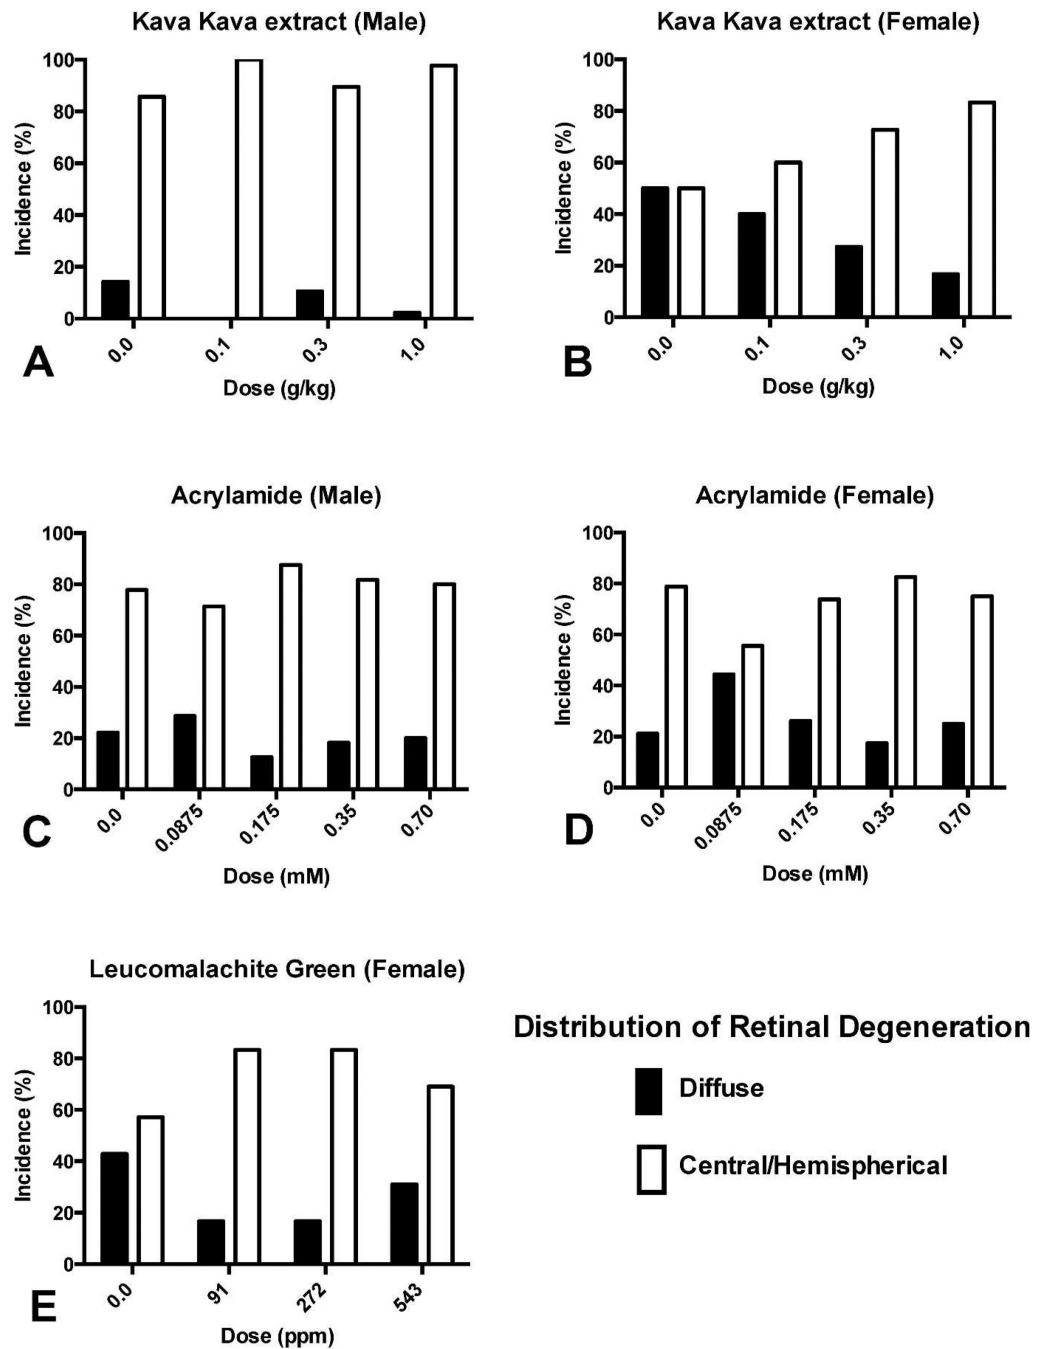 Kava Kava extract (Male)
Incidence (%)
100
80
60
40
20
0
0.0 0.1 0.3 1.0
Dose (g/kg)
A
Kava Kava extract (Female)
Incidence (%)
100
80
60
40
20
0
0.0 0.1 0.3 1.0
Dose (g/kg)
B
Acrylamide (Male)
Incidence (%)
100
80
60
40
20
0
0.0 0.0875 0.175 0.35 0.70
Dose (mM)
C
Acrylamide (Female)
Incidence (%)
100
80
60
40
20
0
0.0 0.0875 0.175 0.35 0.70
Dose (mM)
D
Leucomalachite Green (Female)
Incidence (%)
100
80
60
40
20
0
0.0 91 272 543
Dose (ppm)
E
Distribution of Retinal Degeneration
Diffuse
Central/Hemispherical